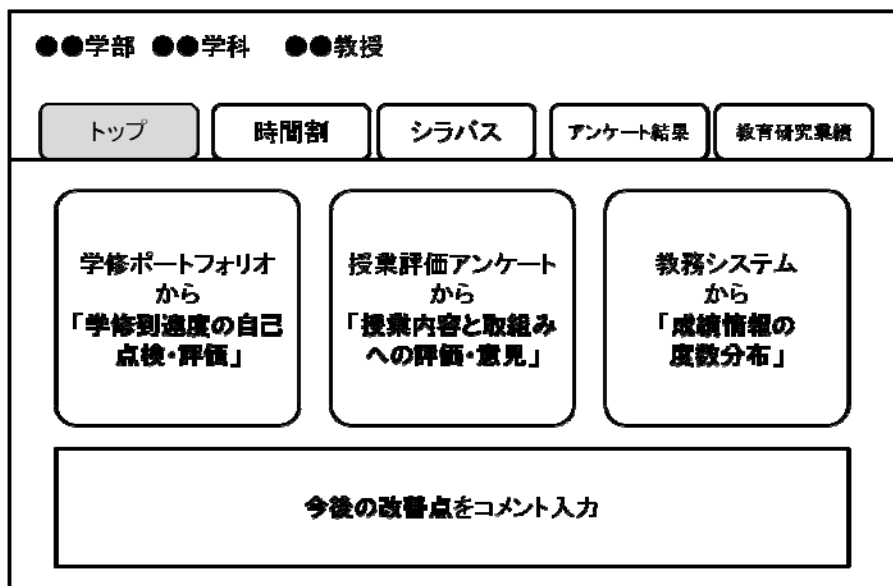 ●●学部 ●●学科 ●●教授
トップ
時間割
シラバス
アンケート結果
教育研究業績
学修ポートフォリオ
から
「学修到達度の自己
点検・評価」
授業評価アンケート
から
「授業内容と取組み
への評価・意見」
教務システム
から
「成績情報の
度数分布」
今後の改善点をコメント入力